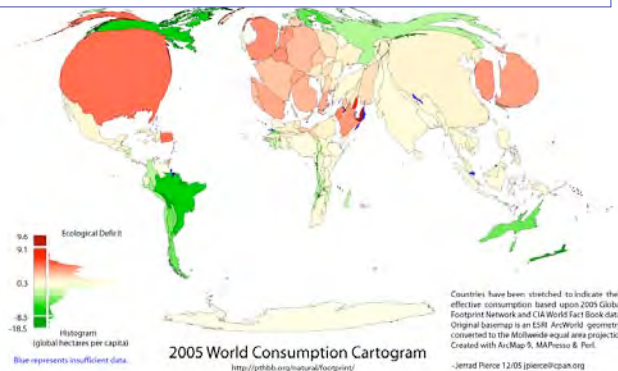 Ecological Deficit
9.6
9.1
0.3
-8.5
-18.5
Histogram
(global hectares per capita)
Blue represents insufficient data.
2005 World Consumption Cartogram
http://pthbb.org/natural/footprint/
Countries have been stretched to indicate their
effective consumption based upon 2005 Global
Footprint Network and CIA World Fact Book data.
Original basemap is an ESRI ArcWorld geometry
converted to the Mollweide equal area projection
Created with ArcMap 9, MAPresso & Perl.
-Jerrad Pierce 12/05 jpierce@cpan.org